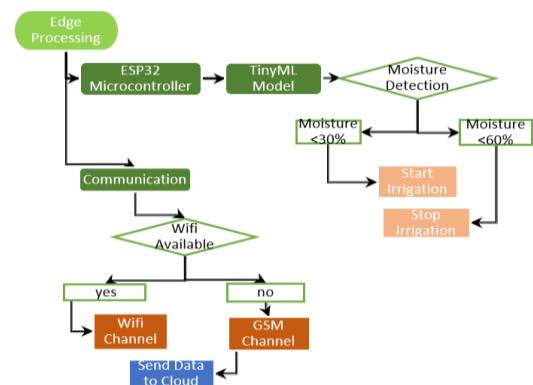 Edge
Processing
ESP32
Microcontroller
TinyML
Model
Moisture
Detection
Moisture
<30%
Moisture
<60%
Start
Irrigation
Stop
Irrigation
Communication
Wifi
Available
yes
no
Wifi
Channel
GSM
Channel
Send Data
to Cloud